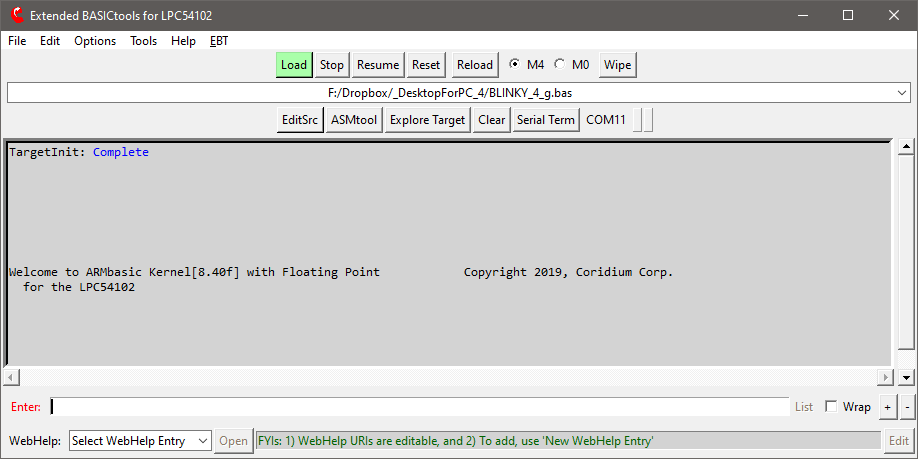 Extended BASICtools for LPC54102
File Edit Options Tools Help EBT
Load Stop Resume Reset Reload M4 M0 Wipe
F:/Dropbox/_DesktopForPC_4/BLINKY_4_g.bas
EditSrc ASMtool Explore Target Clear Serial Term COM11
TargetInit: Complete
Welcome to ARMbasic Kernel[8.40f] with Floating Point Copyright 2019, Coridium Corp.
for the LPC54102
Enter: List Wrap + -
WebHelp: Select WebHelp Entry Open FYIs: 1) WebHelp URIs are editable, and 2) To add, use 'New WebHelp Entry' Edit